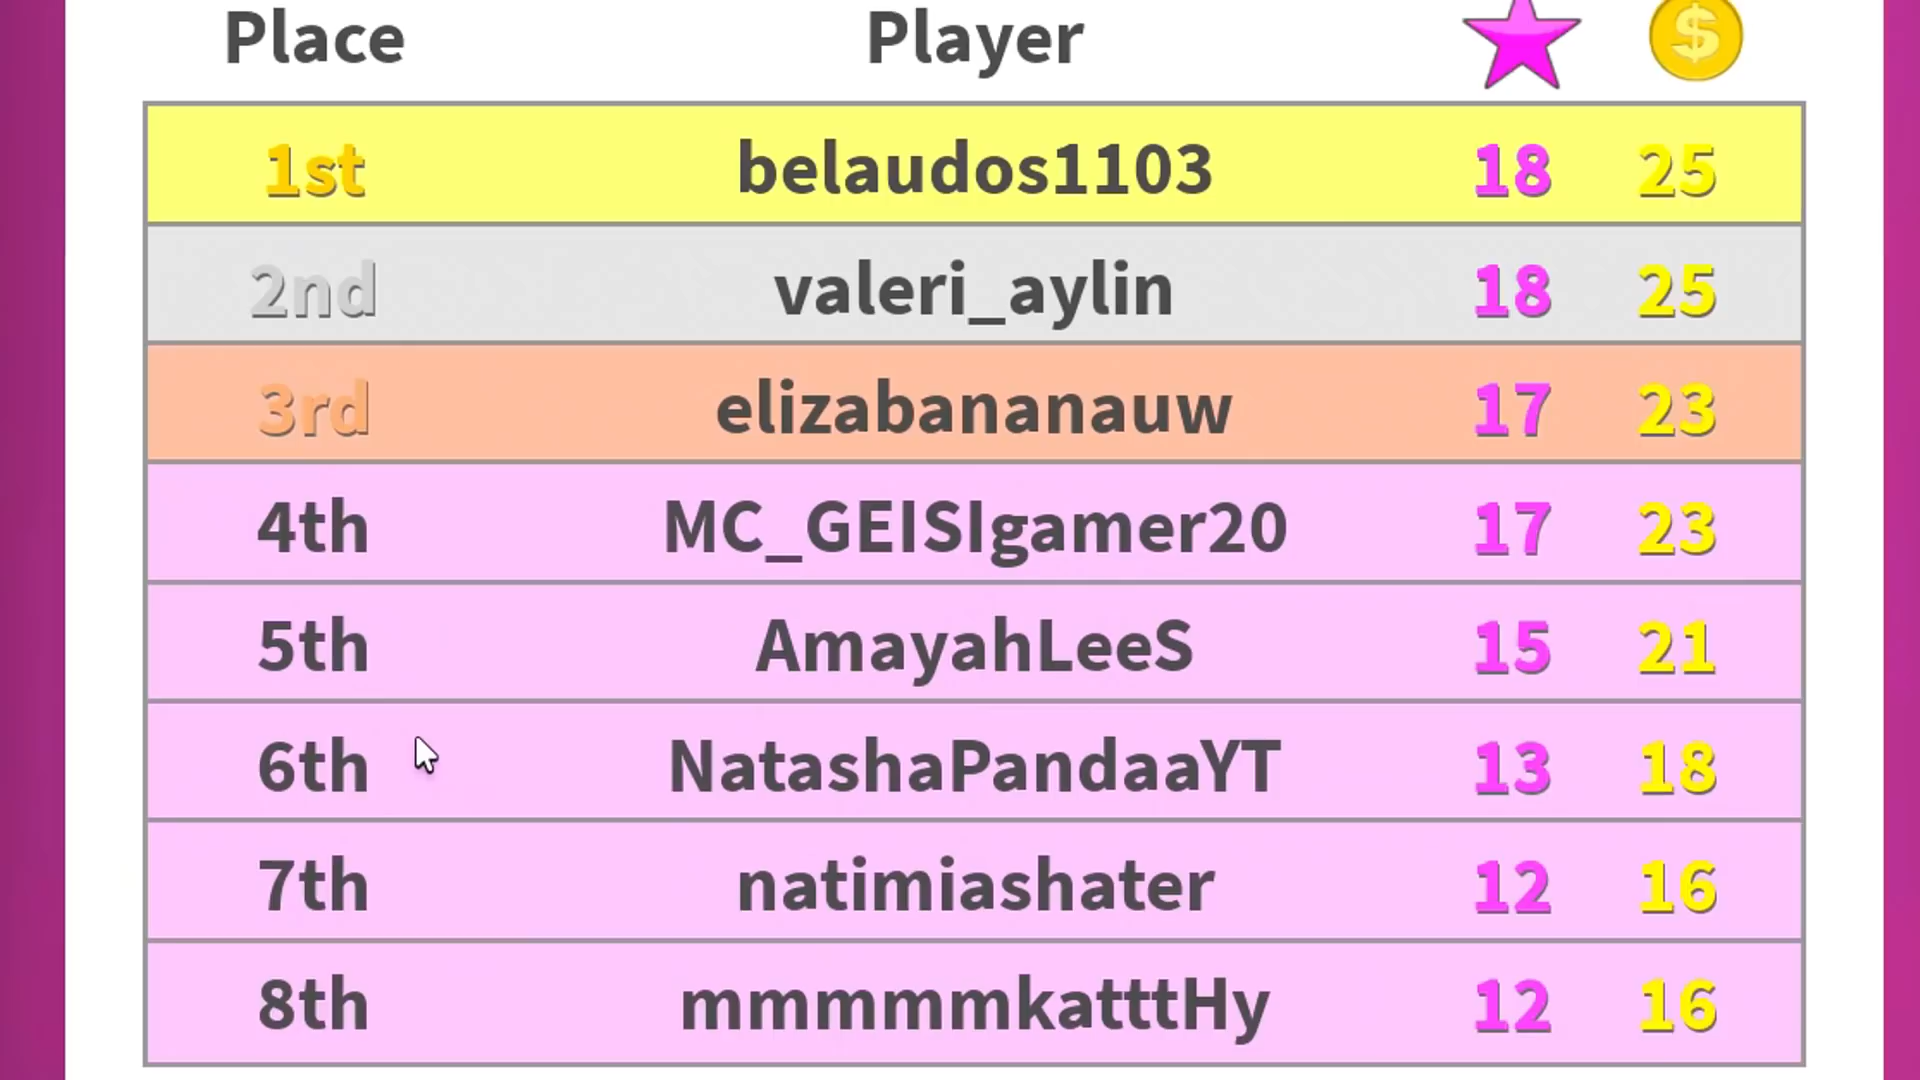 Place Player $
1st belaudos1103 18 25
2nd valeri_aylin 18 25
3rd elizabananauw 17 23
4th MC_GEISIgamer20 17 23
5th AmayahLeeS 15 21
6th NatashaPandaaYT 13 18
7th natimiashater 12 16
8th mmmmmkatttHy 12 16